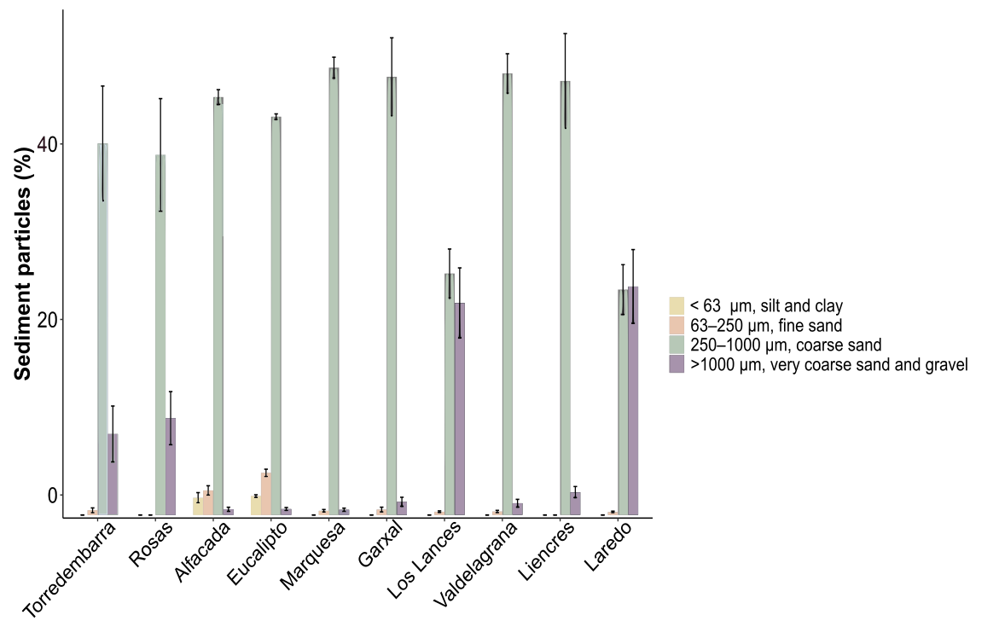 Sediment particles (%)
40
20
0
Torredembarra
Rosas
Alfacada
Eucalipto
Marquesa
Garxal
Los Lances
Valdelagrana
Liencres
Laredo
< 63  µm, silt and clay
63–250 µm, fine sand
250–1000 µm, coarse sand
>1000 µm, very coarse sand and gravel